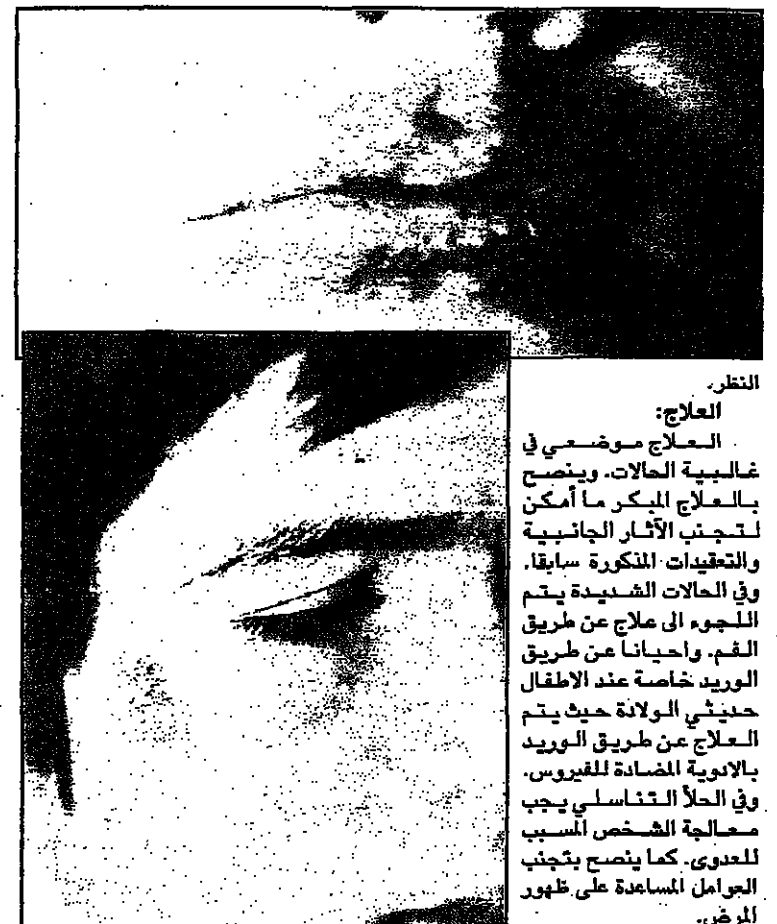 النظر.
العلاج:
العلاج موضعي في
غالبية الحالات. وينصح
بالعلاج المبكر ما أمكن
لتجنب الآثار الجانبية
والتعقيدات المذكورة سابقا.
وفي الحالات الشديدة يتم
اللجوء الى علاج عن طريق
الفم. واحيانا عن طريق
الوريد خاصة عند الاطفال
حديثي الولادة حيث يتم
العلاج عن طريق الوريد
بالادوية المضادة للفيروس.
وفي الحلأ التناسلي يجب
معالجة الشخص المسبب
للعدوى. كما ينصح بتجنب
العوامل المساعدة على ظهور
المرض.